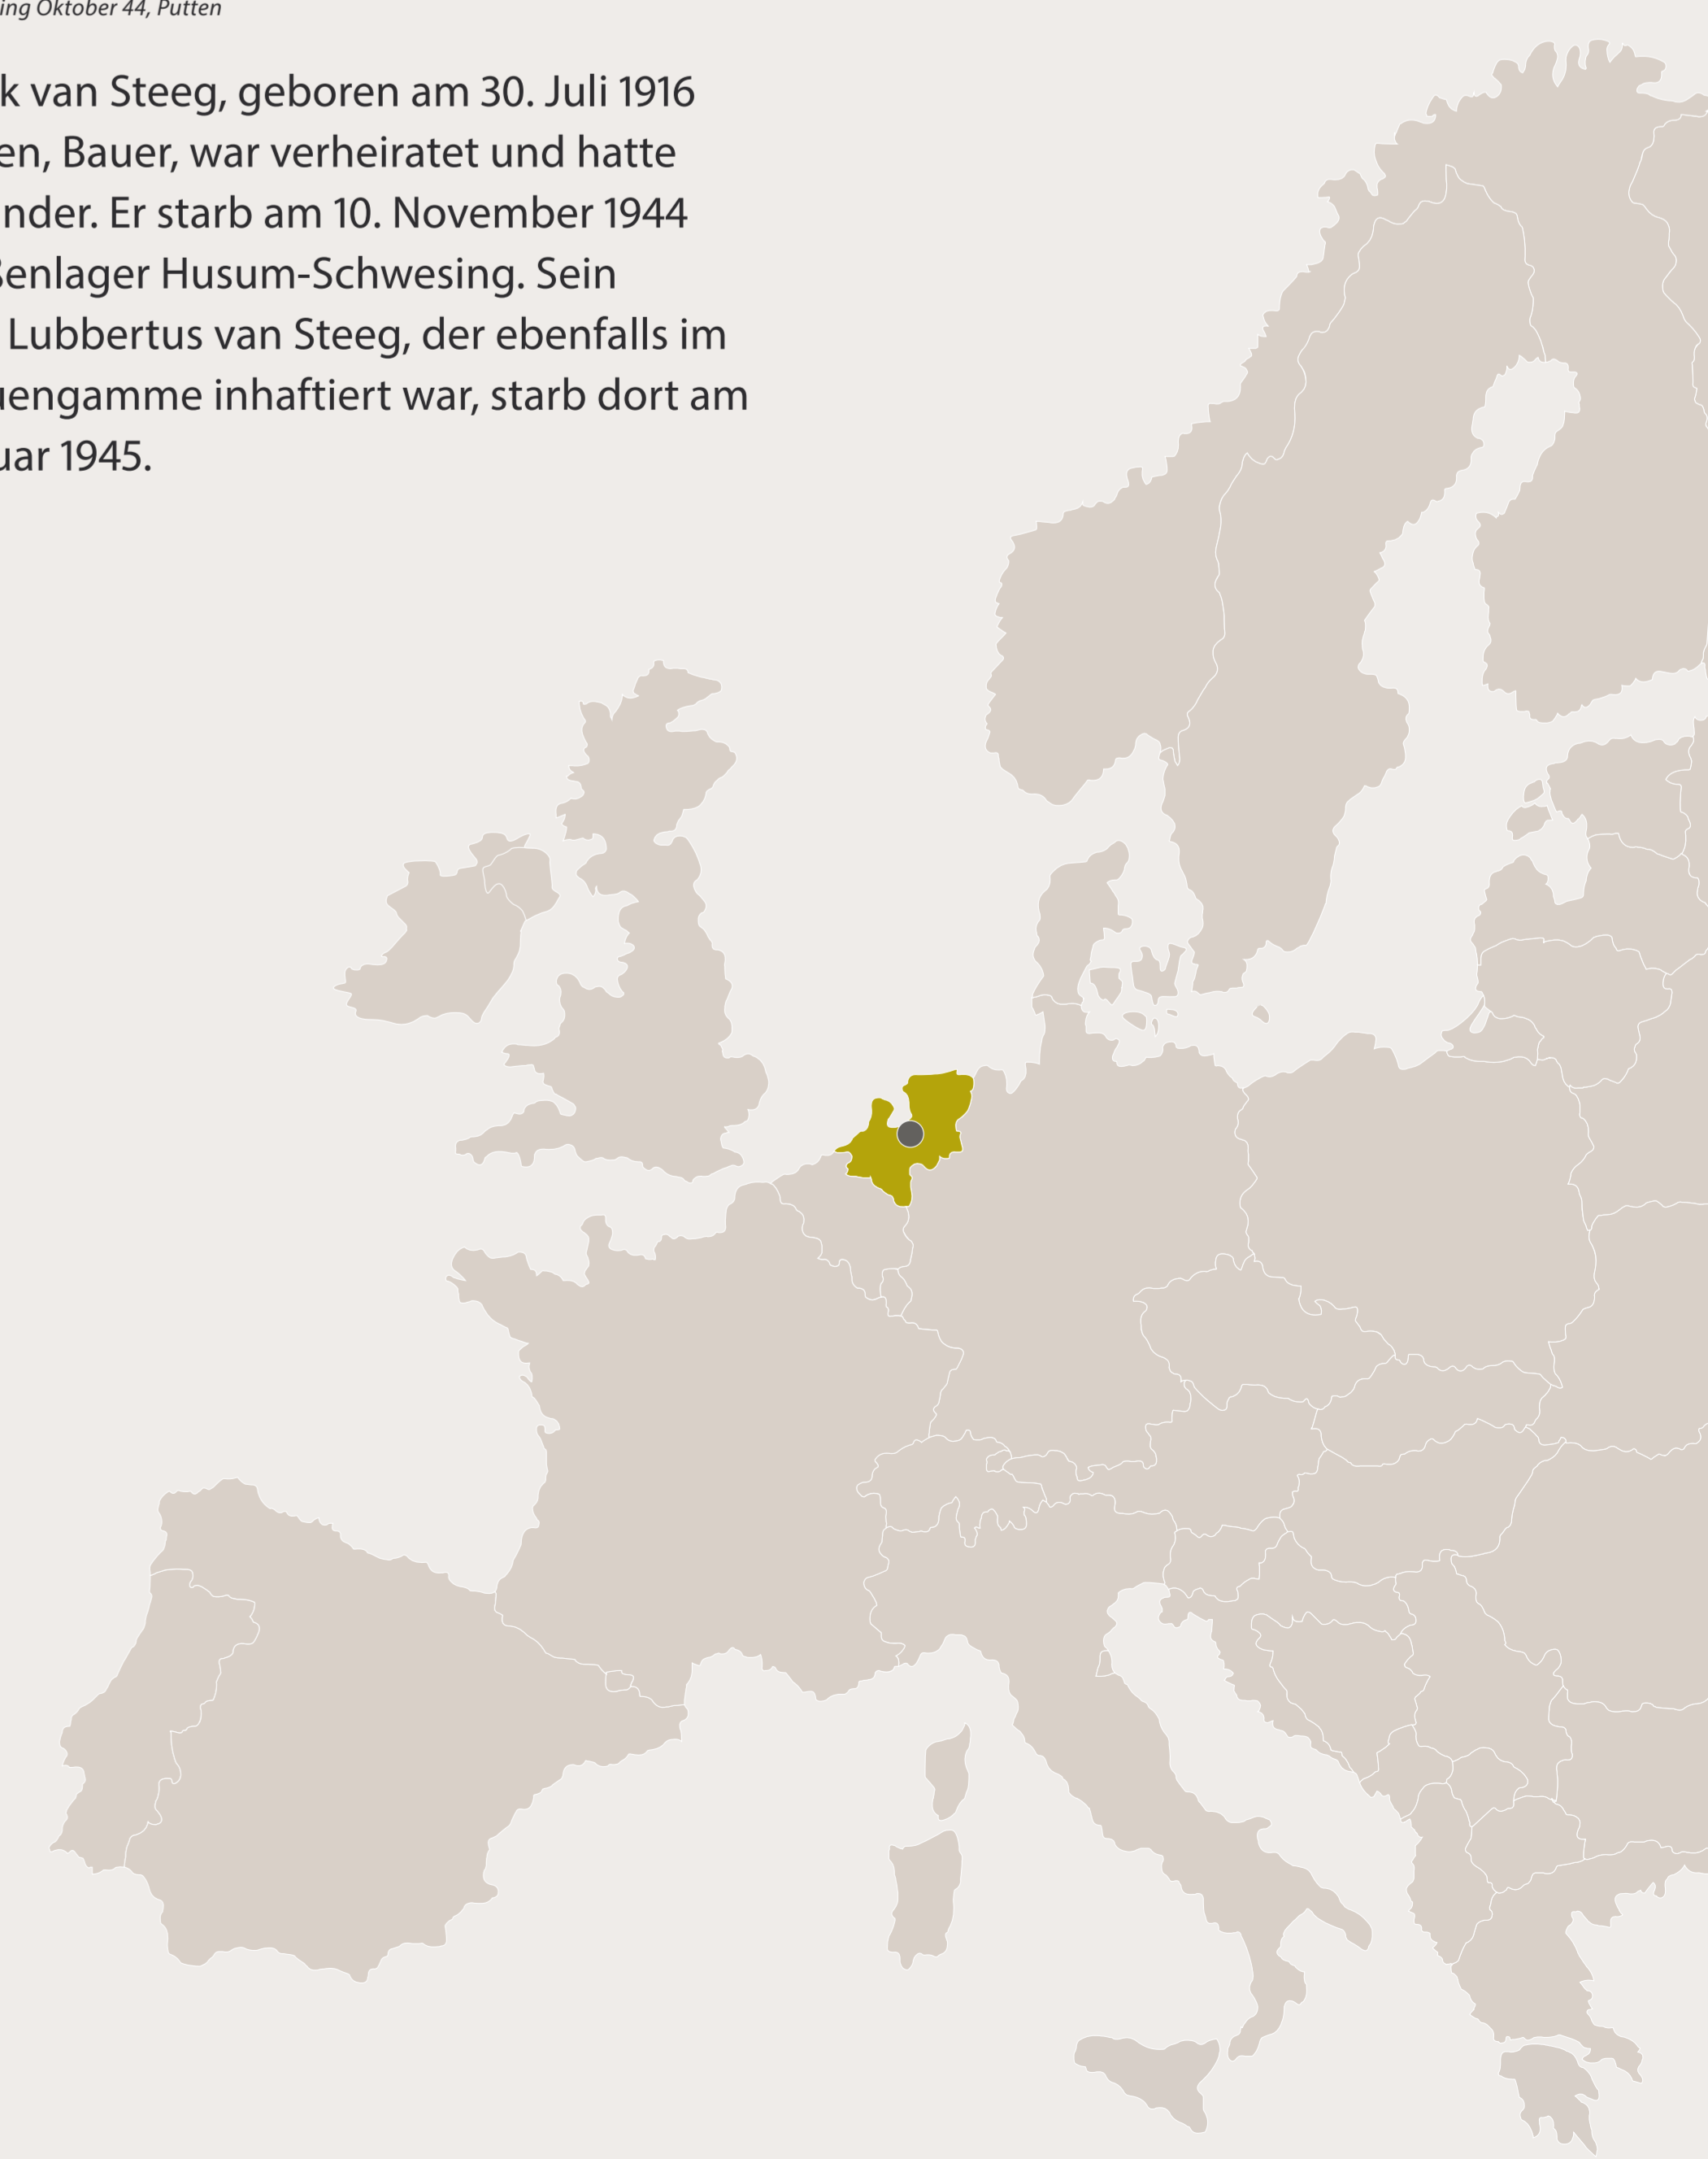 ing Oktober 44, Putten
k van Steeg, geboren am 30. Juli 1916
en, Bauer, war verheiratet und hatte
nder. Er starb am 10. November 1944
ßenlager Husum-Schwesing. Sein
Lubbertus van Steeg, der ebenfalls im
uengamme inhaftiert war, starb dort am
uar 1945.